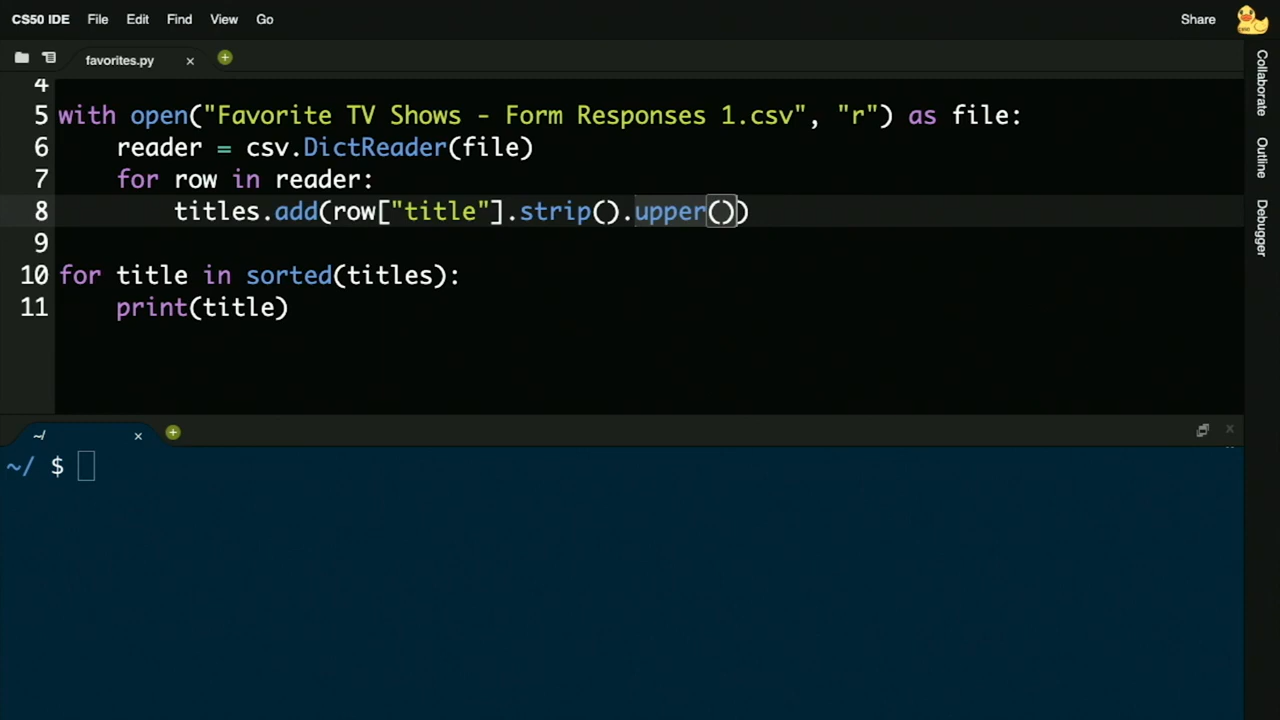 CS50 IDE File Edit Find View Go Share
favorites.py
4
5 with open("Favorite TV Shows - Form Responses 1.csv", "r") as file:
6     reader = csv.DictReader(file)
7     for row in reader:
8         titles.add(row["title"].strip().upper())
9
10 for title in sorted(titles):
11     print(title)
~/
~/ $
Collaborate
Outline
Debugger